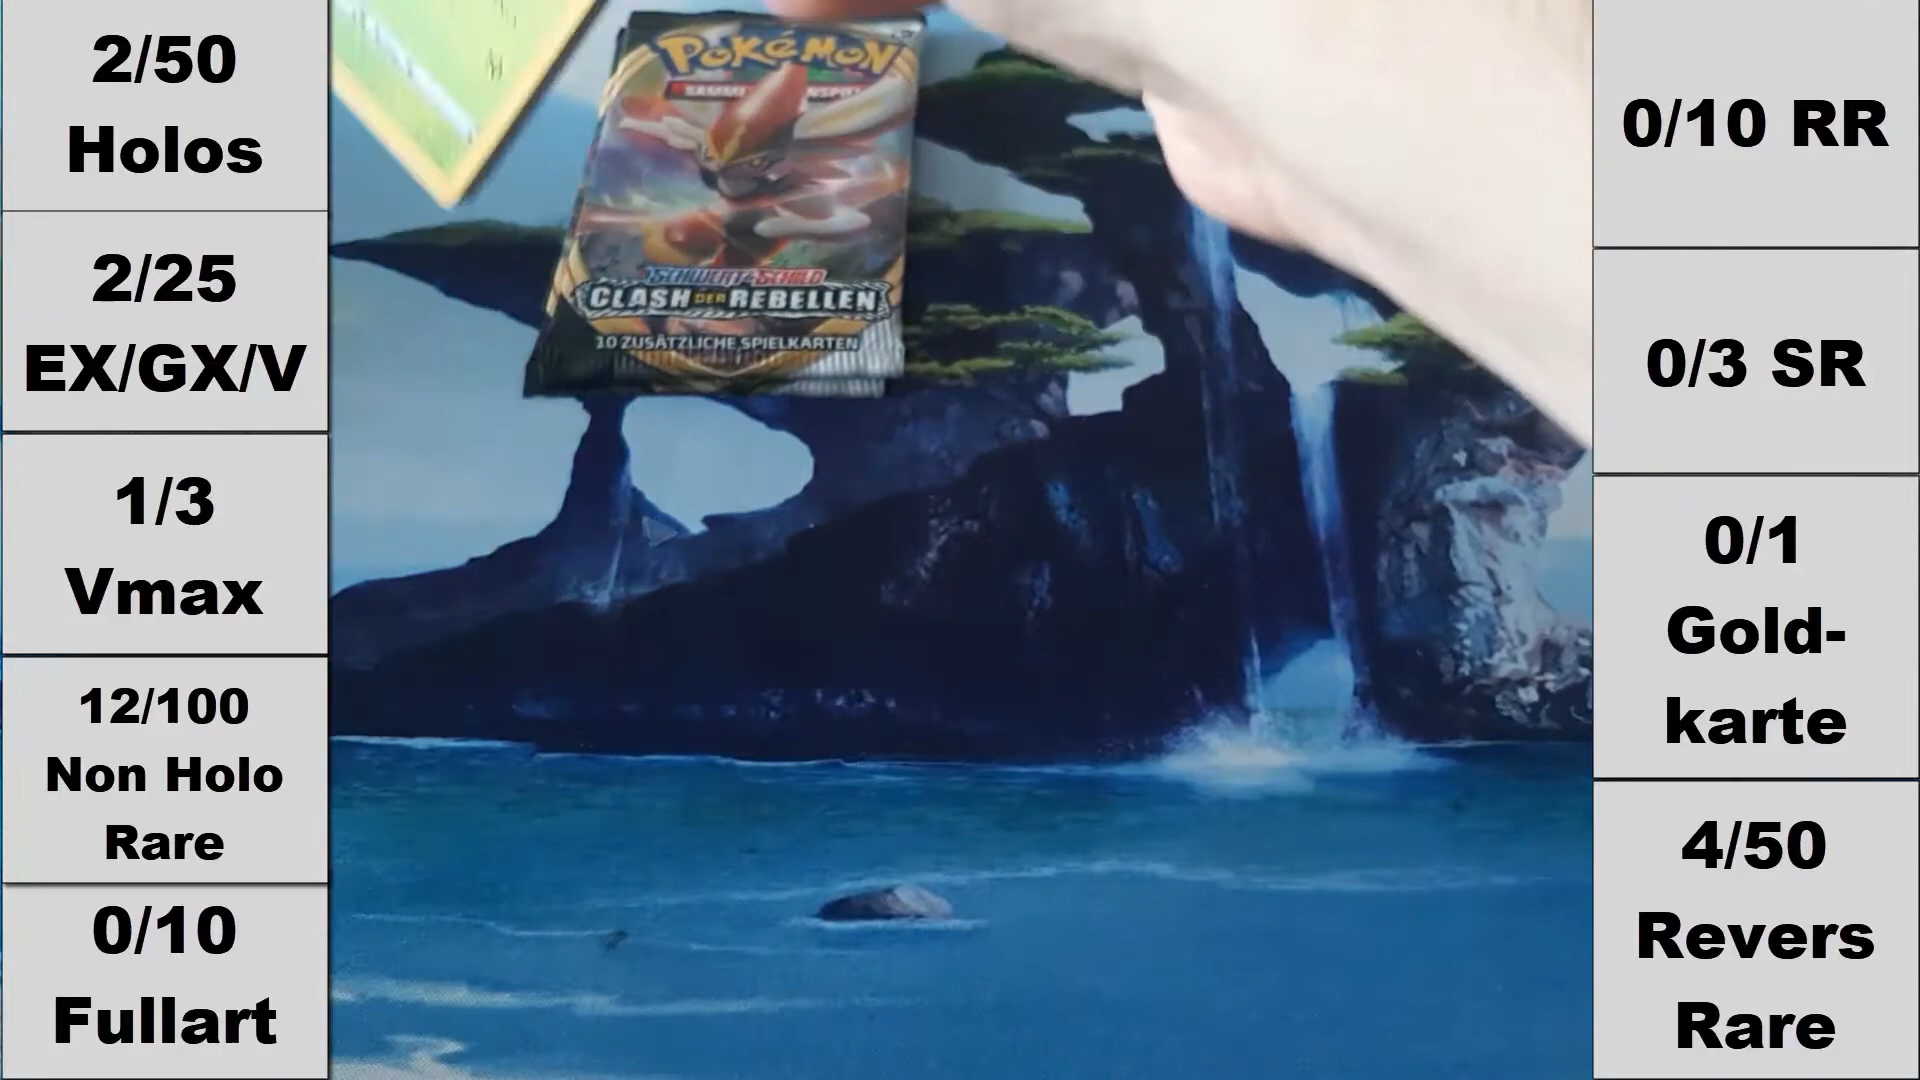 2/50
Holos
2/25
EX/GX/V
1/3
Vmax
12/100
Non Holo
Rare
0/10
Fullart
POKéMON
SCHWERT & SCHILD
CLASH DER REBELLEN
10 ZUSÄTZLICHE SPIELKARTEN
0/10 RR
0/3 SR
0/1
Gold-
karte
4/50
Revers
Rare